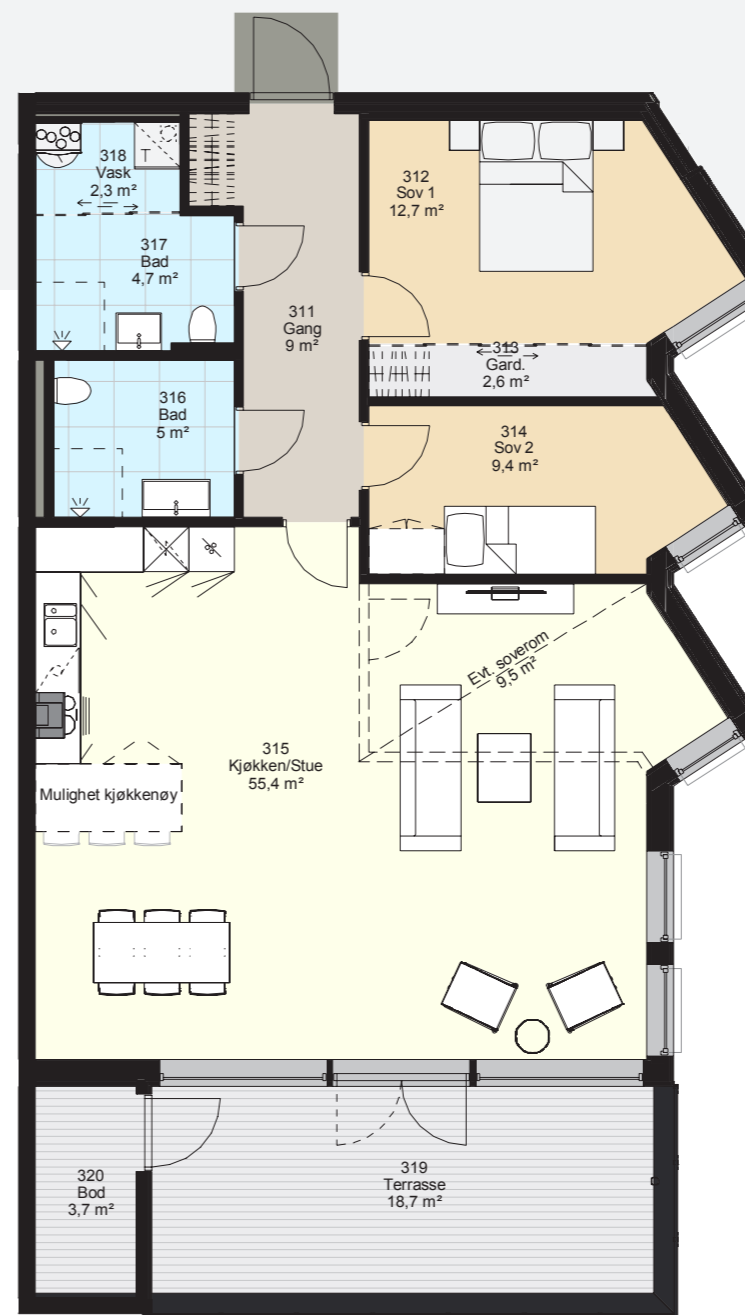 318
Vask
2,3 m²
T
317
Bad
4,7 m²
312
Sov 1
12,7 m²
311
Gang
9 m²
313
Gard.
2,6 m²
316
Bad
5 m²
314
Sov 2
9,4 m²
Evt. soverom
9,5 m²
315
Kjøkken/Stue
55,4 m²
Mulighet kjøkkenøy
320
Bod
3,7 m²
319
Terrasse
18,7 m²